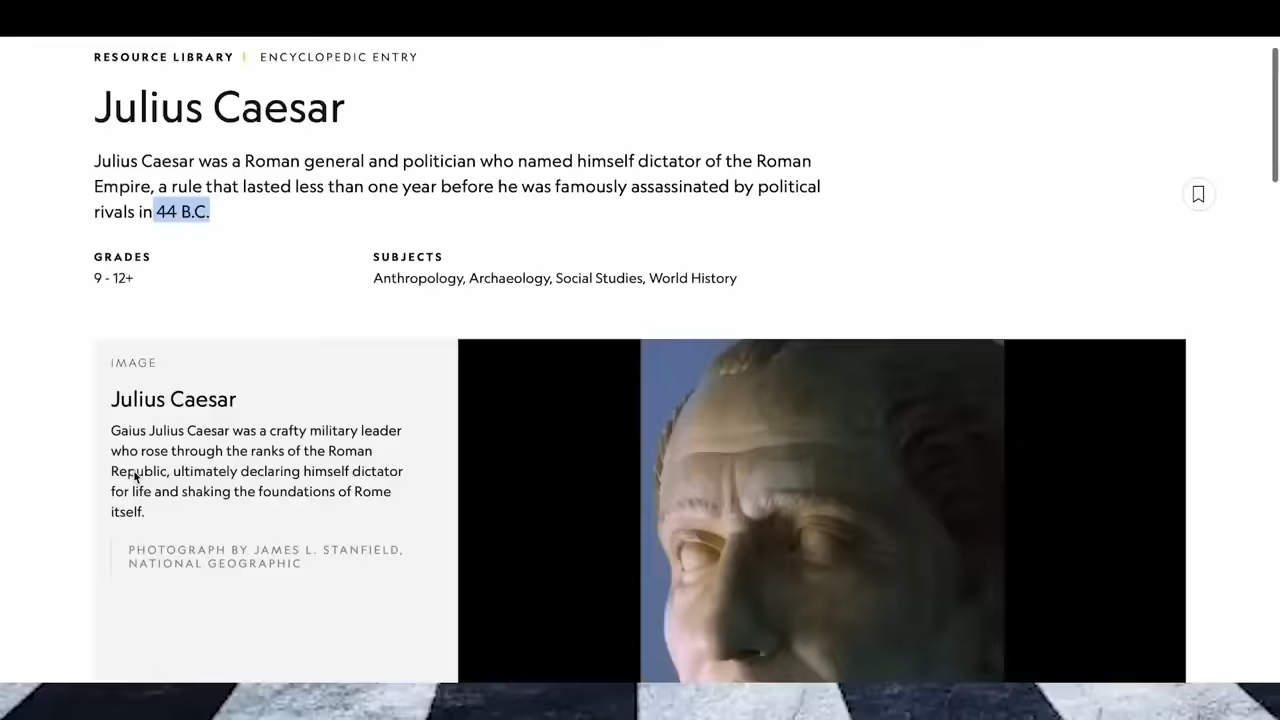 RESOURCE LIBRARY | ENCYCLOPEDIC ENTRY
Julius Caesar
Julius Caesar was a Roman general and politician who named himself dictator of the Roman
Empire, a rule that lasted less than one year before he was famously assassinated by political
rivals in 44 B.C.
GRADES
9 - 12+
SUBJECTS
Anthropology, Archaeology, Social Studies, World History
IMAGE
Julius Caesar
Gaius Julius Caesar was a crafty military leader
who rose through the ranks of the Roman
Republic, ultimately declaring himself dictator
for life and shaking the foundations of Rome
itself.
PHOTOGRAPH BY JAMES L. STANFIELD,
NATIONAL GEOGRAPHIC